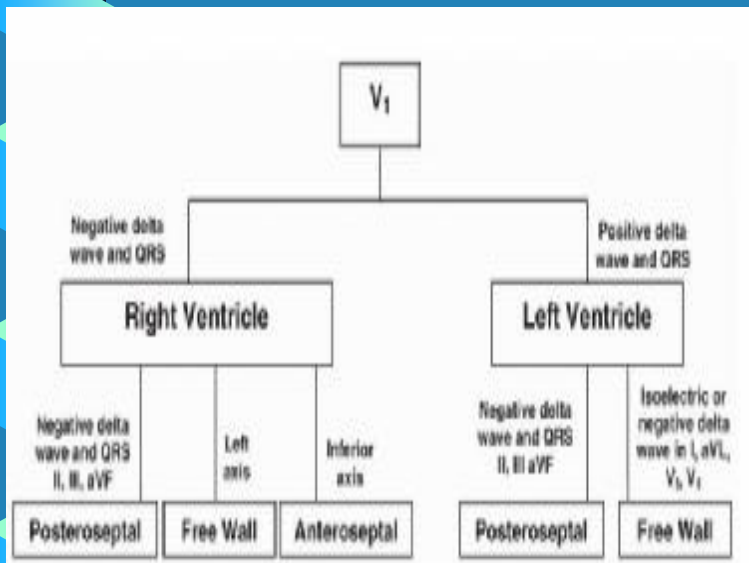 V₁
Negative delta
wave and QRS
Positive delta
wave and QRS
Right Ventricle
Left Ventricle
Negative delta
wave and QRS
II, III, aVF
Left
axis
Inferior
axis
Negative delta
wave and QRS
II, III aVF
Isoelectric or
negative delta
wave in I, aVL,
Posteroseptal
Free Wall
Anteroseptal
Posteroseptal
Free Wall